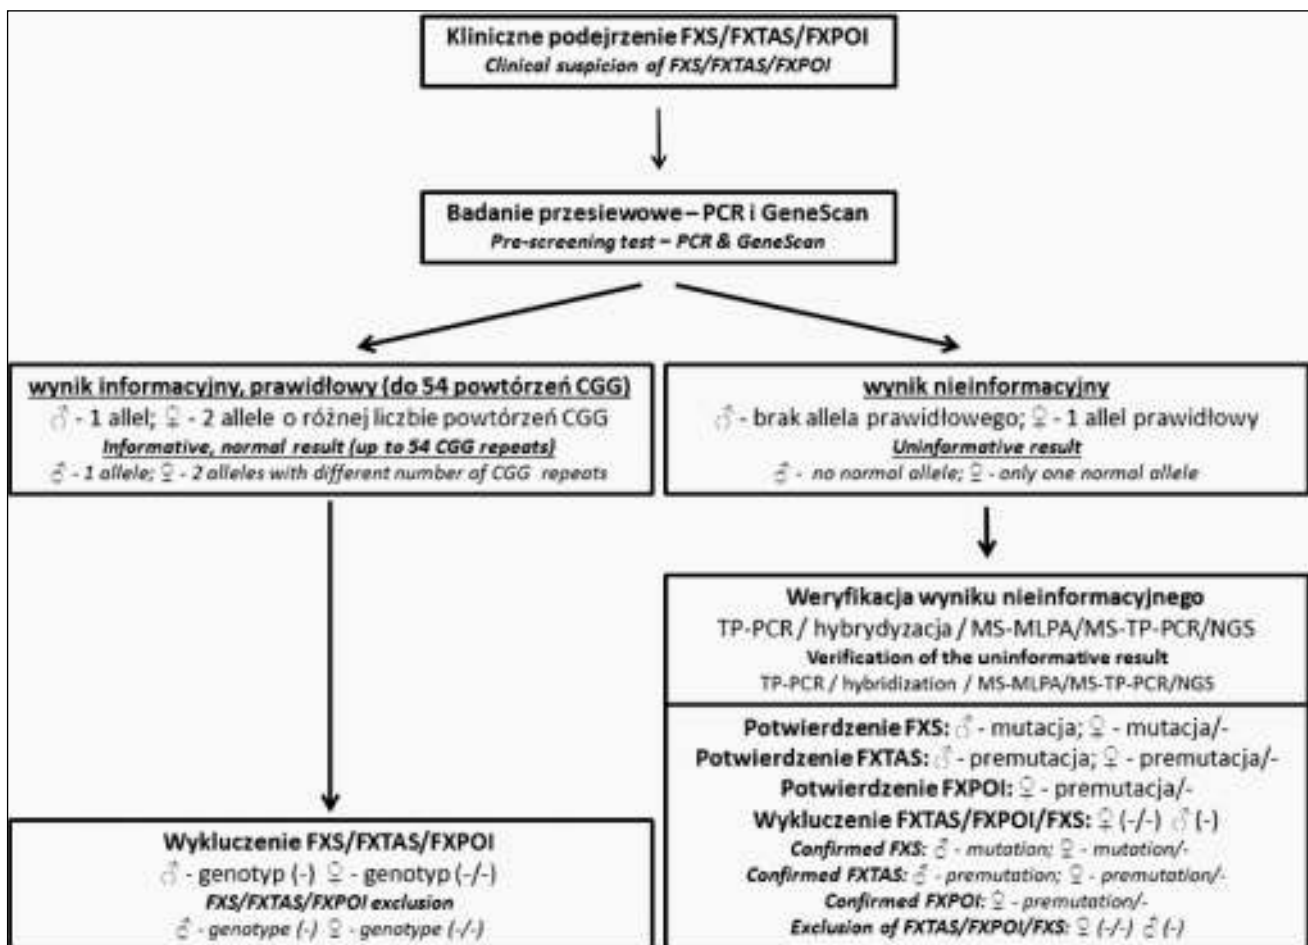 Kliniczne podejrzenie FXS/FXTAS/FXPOI
Clinical suspicion of FXS/FXTAS/FXPOI
Badanie przesiewowe – PCR i GeneScan
Pre-screening test – PCR & GeneScan
wynik informacyjny, prawidłowy (do 54 powtórzeń CGG)
♂ - 1 allel; ♀ - 2 allele o różnej liczbie powtórzeń CGG
Informative, normal result (up to 54 CGG repeats)
♂ - 1 allele; ♀ - 2 alleles with different number of CGG repeats
wynik nieinformacyjny
♂ - brak allela prawidłowego; ♀ - 1 allel prawidłowy
Uninformative result
♂ - no normal allele; ♀ - only one normal allele
Weryfikacja wyniku nieinformacyjnego
TP-PCR / hybrydyzacja / MS-MLPA/MS-TP-PCR/NGS
Verification of the uninformative result
TP-PCR / hybridization / MS-MLPA/MS-TP-PCR/NGS
Potwierdzenie FXS: ♂ - mutacja; ♀ - mutacja/-
Potwierdzenie FXTAS: ♂ - premutacja; ♀ - premutacja/-
Potwierdzenie FXPOI: ♀ - premutacja/-
Wykluczenie FXTAS/FXPOI/FXS: ♀ (-/-) ♂ (-)
Confirmed FXS: ♂ - mutation; ♀ - mutation/-
Confirmed FXTAS: ♂ - premutation; ♀ - premutation/-
Confirmed FXPOI: ♀ - premutation/-
Exclusion of FXTAS/FXPOI/FXS: ♀ (-/-) ♂ (-)
Wykluczenie FXS/FXTAS/FXPOI
♂ - genotyp (-) ♀ - genotyp (-/-)
FXS/FXTAS/FXPOI exclusion
♂ - genotype (-) ♀ - genotype (-/-)